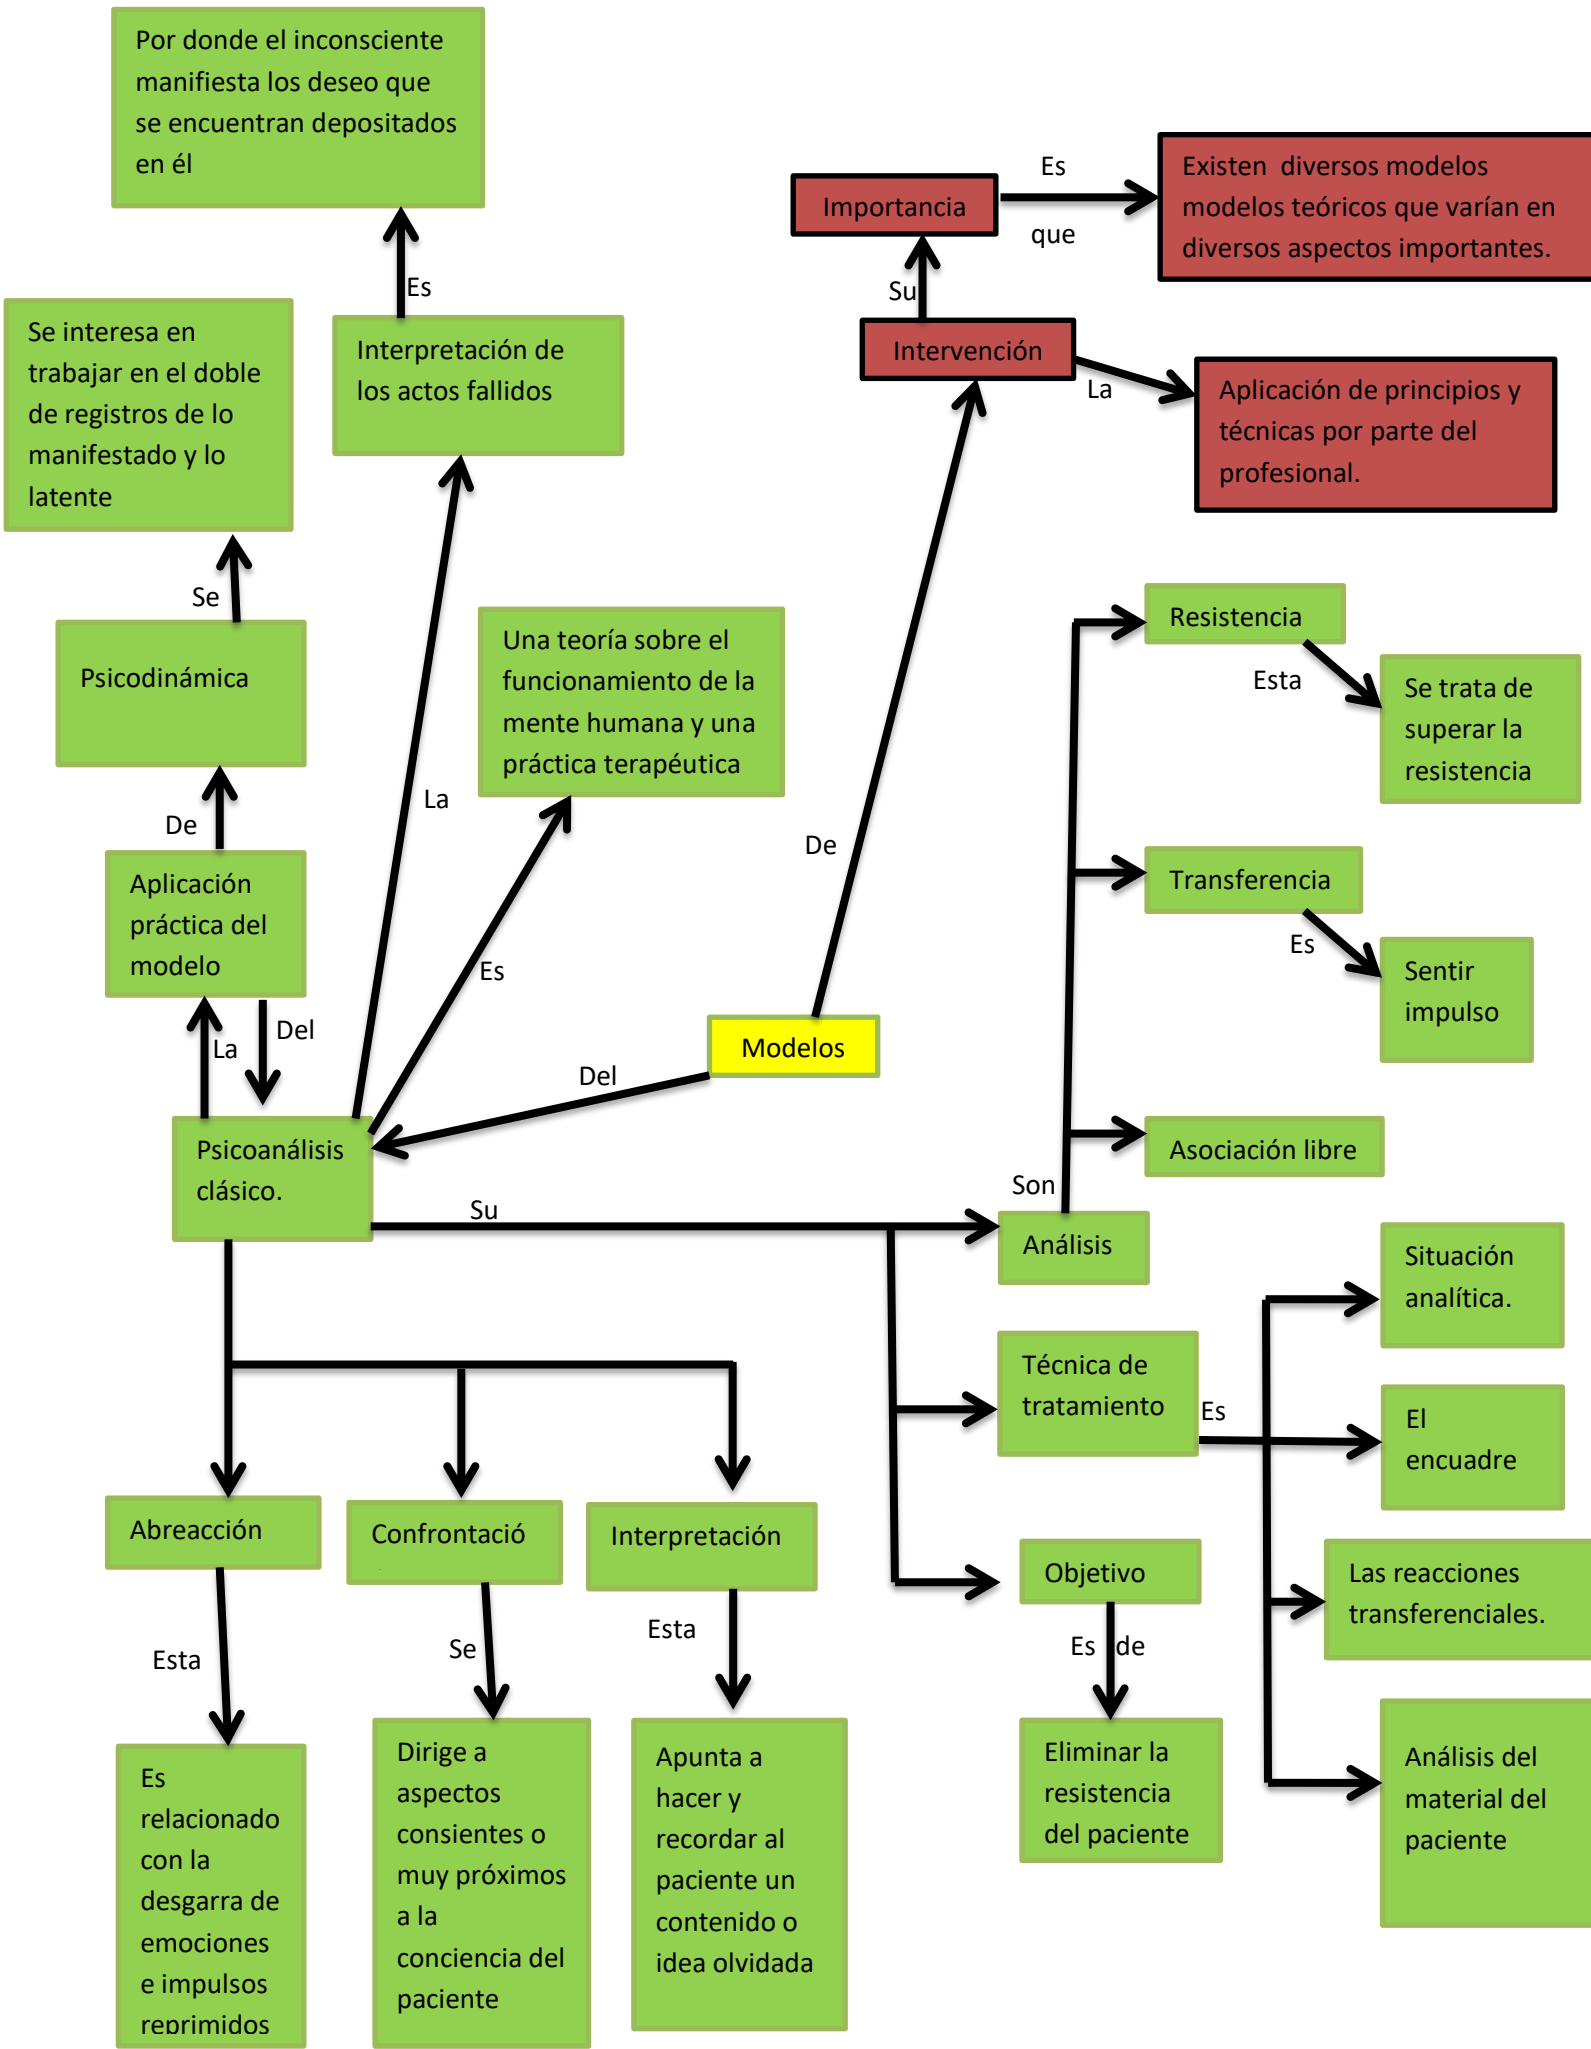 Por donde el inconsciente
manifiesta los deseo que
se encuentran depositados
en él
Es
Interpretación de
los actos fallidos
Se interesa en
trabajar en el doble
de registros de lo
manifestado y lo
latente
Se
Psicodinámica
De
Aplicación
práctica del
modelo
La
Del
La
Una teoría sobre el
funcionamiento de la
mente humana y una
práctica terapéutica
Es
Importancia
Es
que
Existen  diversos modelos
modelos teóricos que varían en
diversos aspectos importantes.
Su
Intervención
La
Aplicación de principios y
técnicas por parte del
profesional.
De
Modelos
Del
Psicoanálisis
clásico.
Su
Resistencia
Esta
Se trata de
superar la
resistencia
Transferencia
Es
Sentir
impulso
Asociación libre
Son
Análisis
Técnica de
tratamiento
Es
Situación
analítica.
El
encuadre
Las reacciones
transferenciales.
Análisis del
material del
paciente
Objetivo
Es de
Eliminar la
resistencia
del paciente
Abreacción
Esta
Es
relacionado
con la
desgarra de
emociones
e impulsos
reprimidos
Confrontació
Se
Dirige a
aspectos
consientes o
muy próximos
a la
conciencia del
paciente
Interpretación
Esta
Apunta a
hacer y
recordar al
paciente un
contenido o
idea olvidada